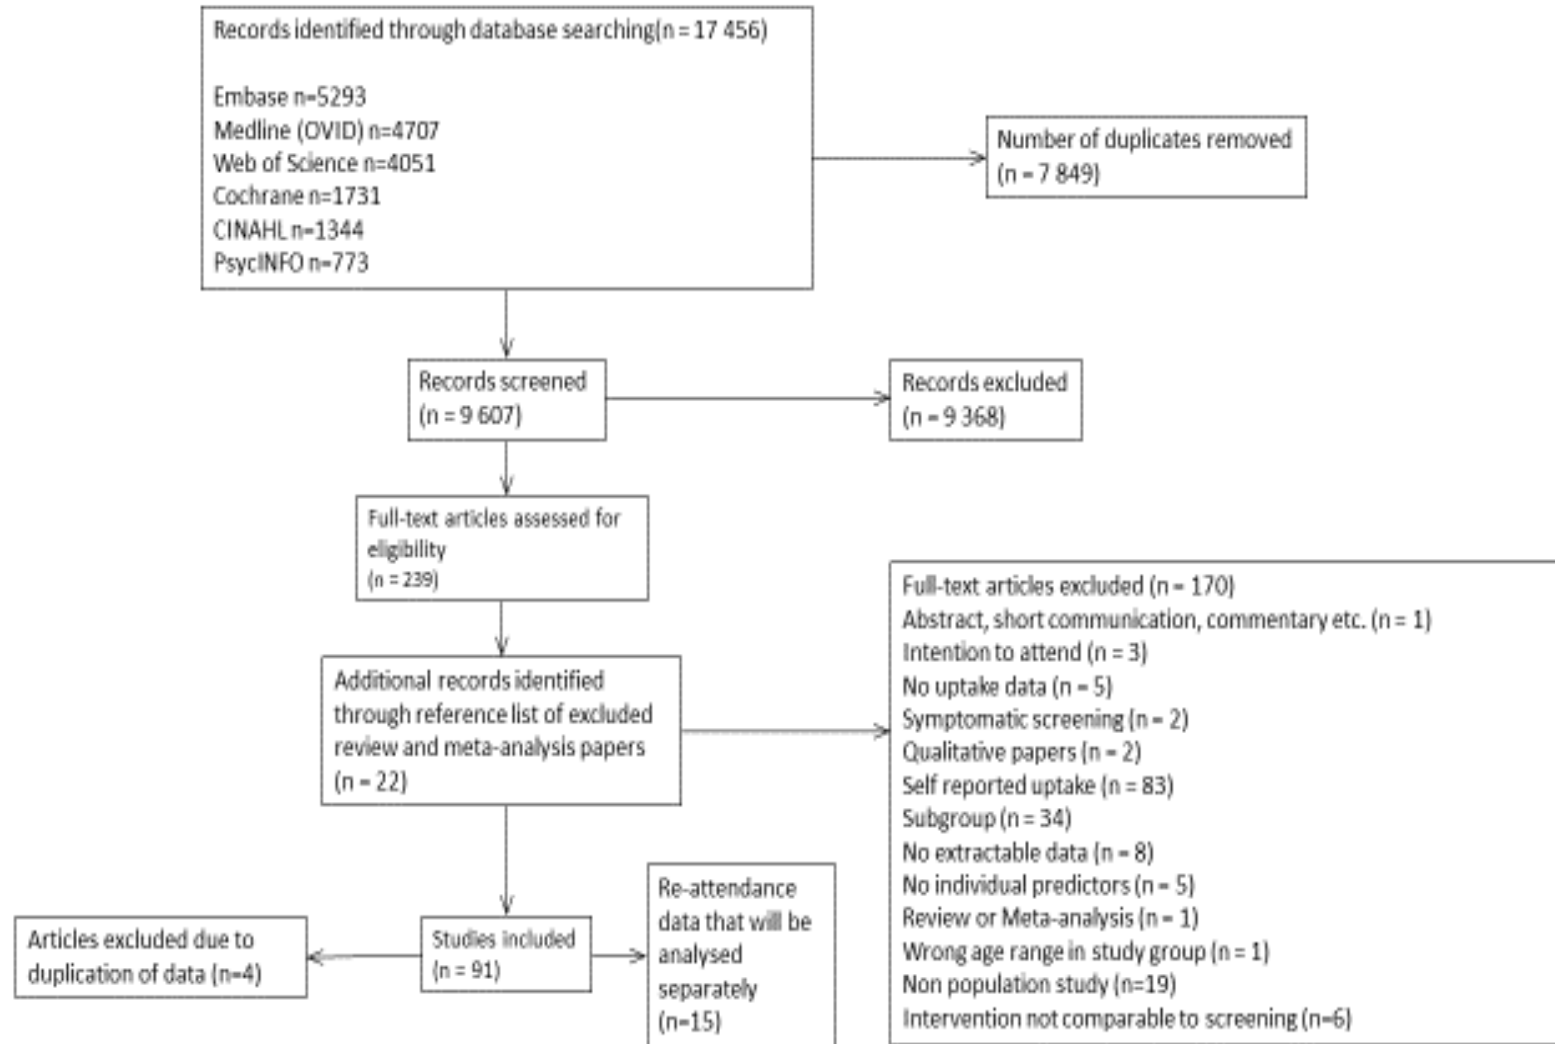 Records identified through database searching(n = 17 456)
Embase n=5293
Medline (OVID) n=4707
Web of Science n=4051
Cochrane n=1731
CINAHL n=1344
PsycINFO n=773
Number of duplicates removed
(n = 7 849)
Records screened
(n = 9 607)
Records excluded
(n = 9 368)
Full-text articles assessed for
eligibility
(n = 239)
Additional records identified
through reference list of excluded
review and meta-analysis papers
(n = 22)
Full-text articles excluded (n = 170)
Abstract, short communication, commentary etc. (n = 1)
Intention to attend (n = 3)
No uptake data (n = 5)
Symptomatic screening (n = 2)
Qualitative papers (n = 2)
Self reported uptake (n = 83)
Subgroup (n = 34)
No extractable data (n = 8)
No individual predictors (n = 5)
Review or Meta-analysis (n = 1)
Wrong age range in study group (n = 1)
Non population study (n=19)
Intervention not comparable to screening (n=6)
Articles excluded due to
duplication of data (n=4)
Studies included
(n = 91)
Re-attendance
data that will be
analysed
separately
(n=15)